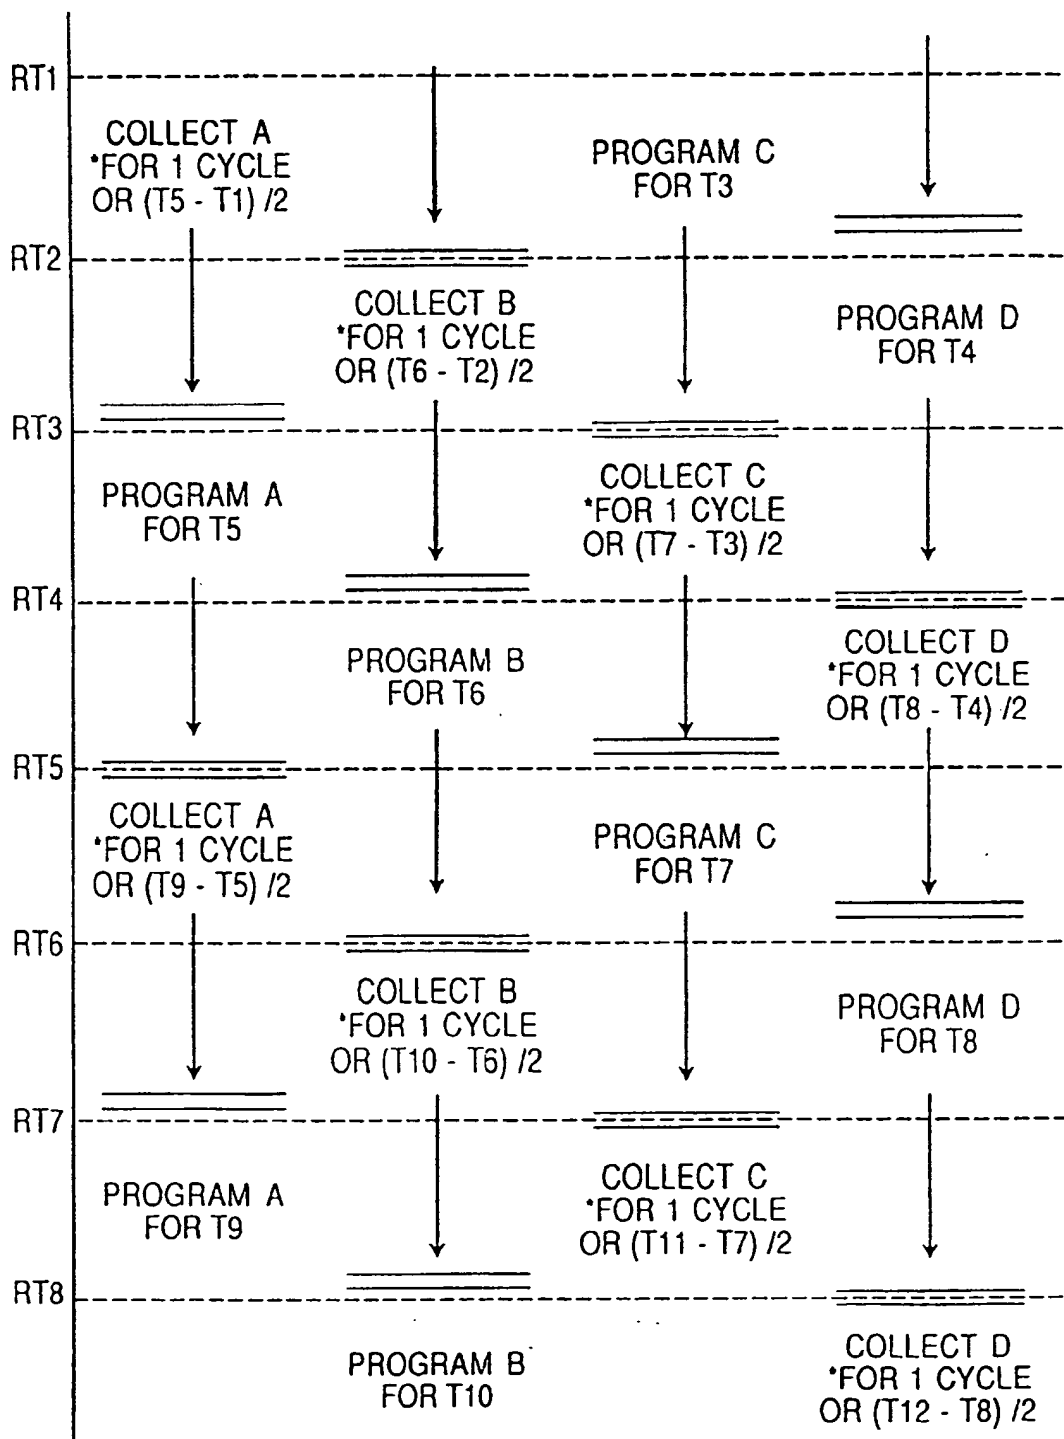 RT1
COLLECT A
*FOR 1 CYCLE
OR (T5 - T1) /2
PROGRAM C
FOR T3
RT2
COLLECT B
*FOR 1 CYCLE
OR (T6 - T2) /2
PROGRAM D
FOR T4
RT3
PROGRAM A
FOR T5
COLLECT C
*FOR 1 CYCLE
OR (T7 - T3) /2
RT4
PROGRAM B
FOR T6
COLLECT D
*FOR 1 CYCLE
OR (T8 - T4) /2
RT5
COLLECT A
*FOR 1 CYCLE
OR (T9 - T5) /2
PROGRAM C
FOR T7
RT6
COLLECT B
*FOR 1 CYCLE
OR (T10 - T6) /2
PROGRAM D
FOR T8
RT7
PROGRAM A
FOR T9
COLLECT C
*FOR 1 CYCLE
OR (T11 - T7) /2
RT8
PROGRAM B
FOR T10
COLLECT D
*FOR 1 CYCLE
OR (T12 - T8) /2